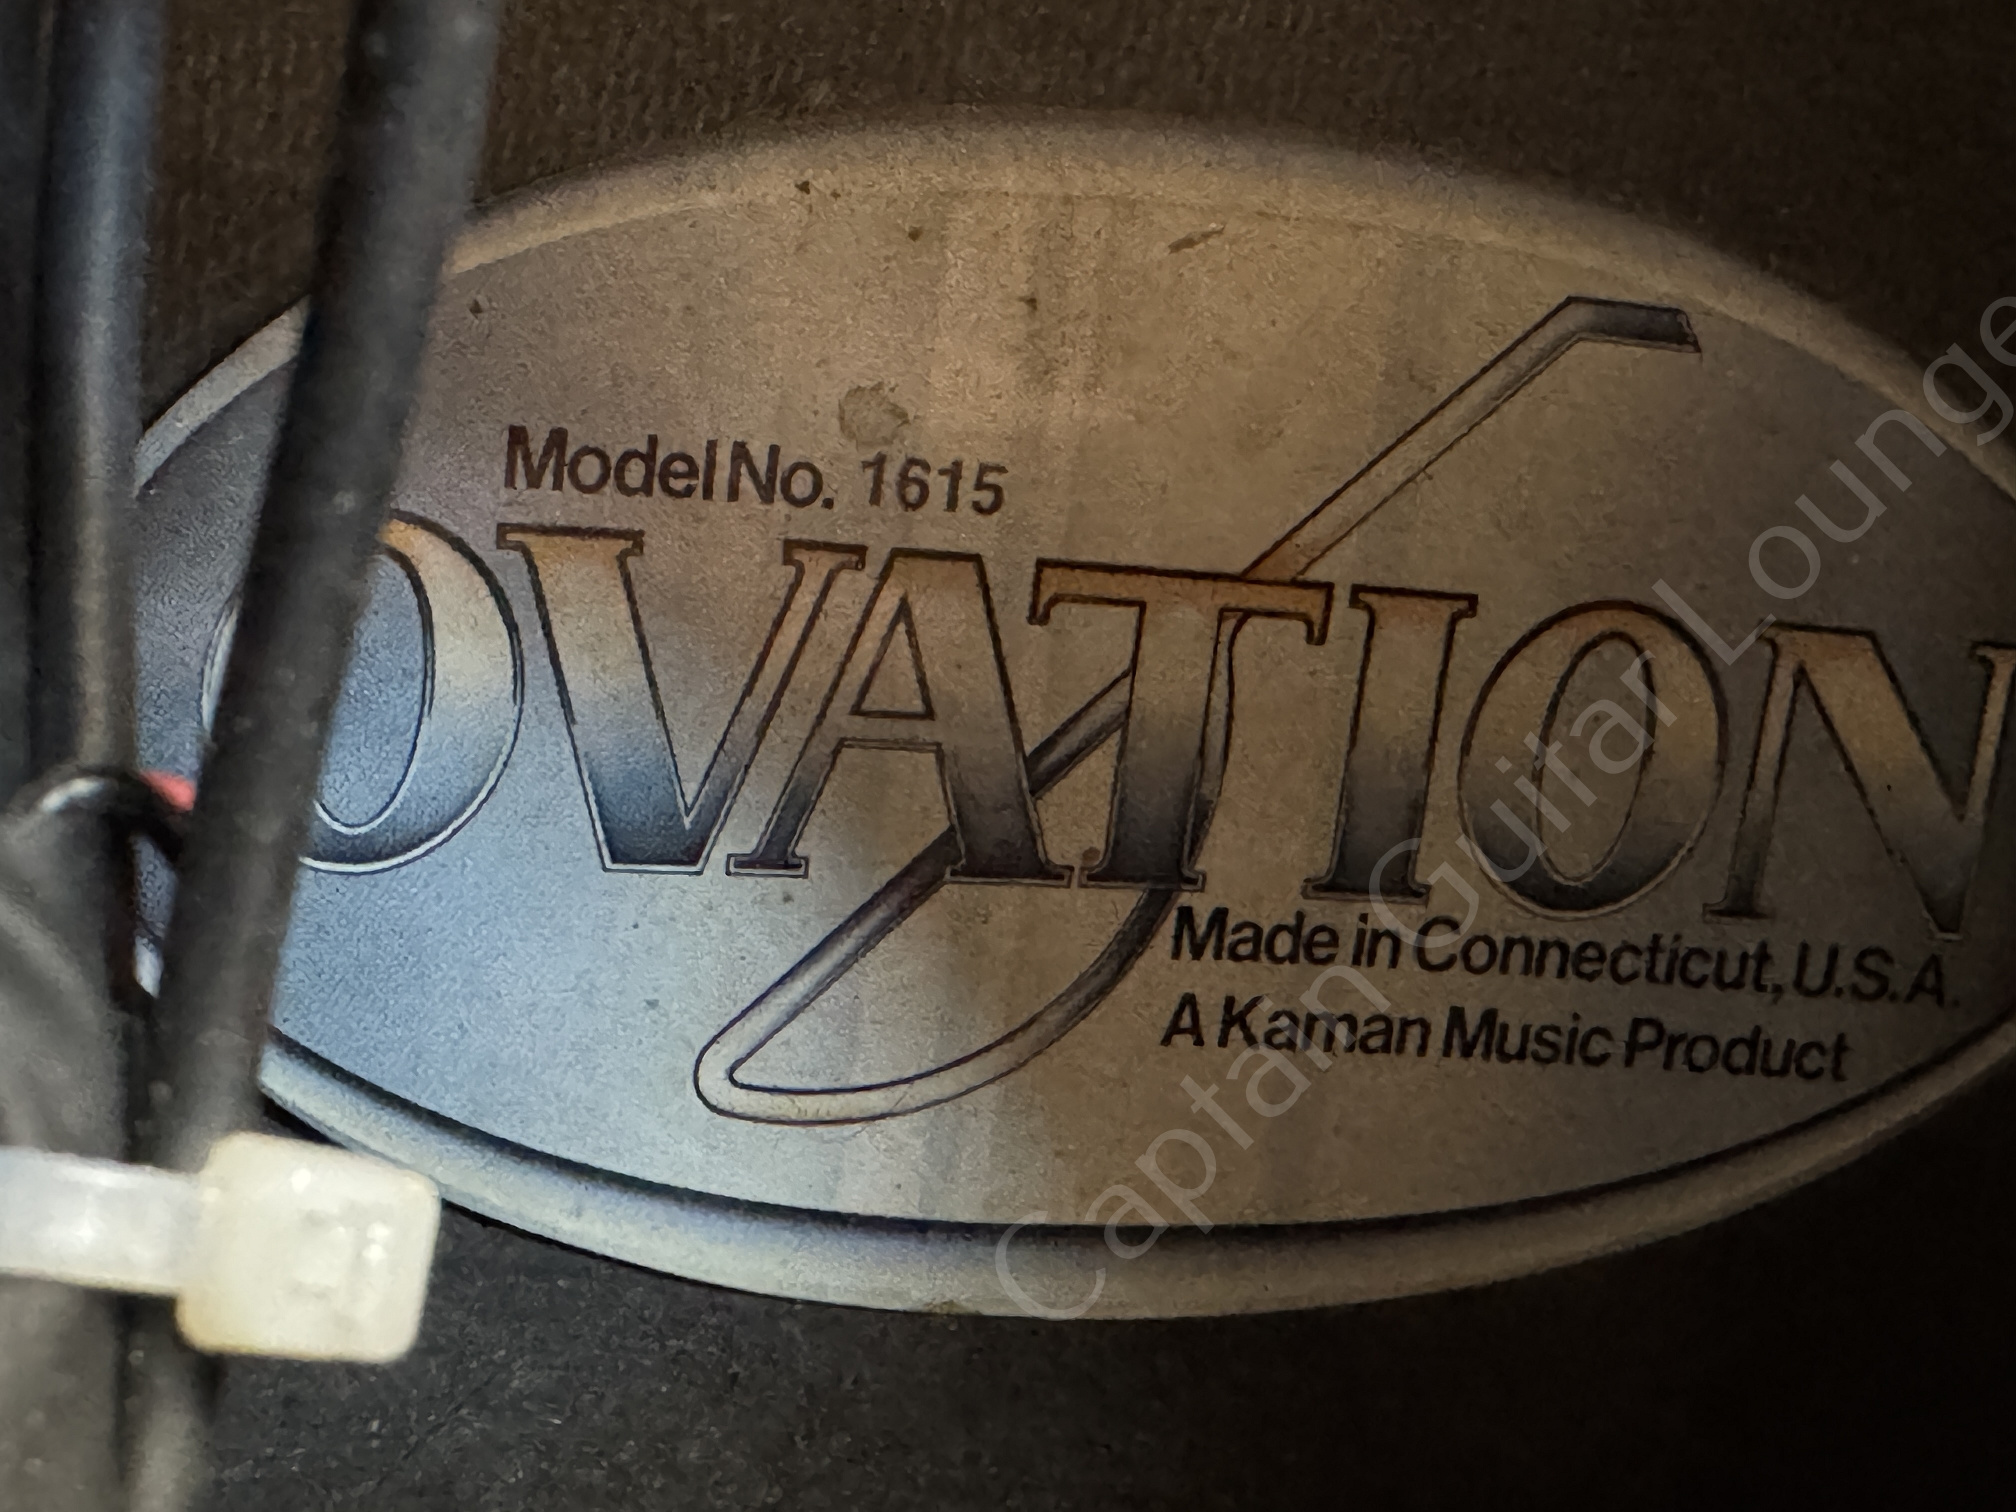 Model No. 1615
OVATION
Made in Connecticut, U.S.A.
A Kaman Music Product
Captain Guitar Lounge